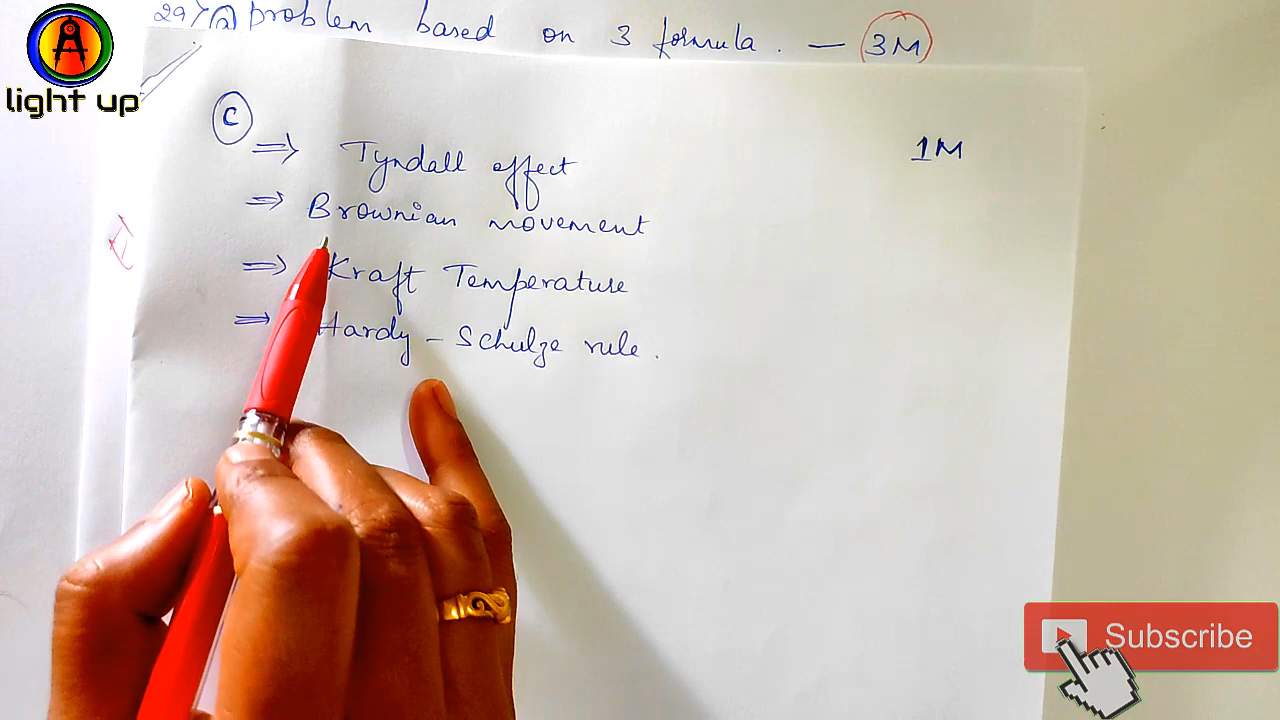 29) (a) problem based on 3 formula. — 3M
light up
C
⇒ Tyndall effect 1M
⇒ Brownian movement
⇒ Kraft Temperature
⇒ Hardy - Schulze rule.
Subscribe